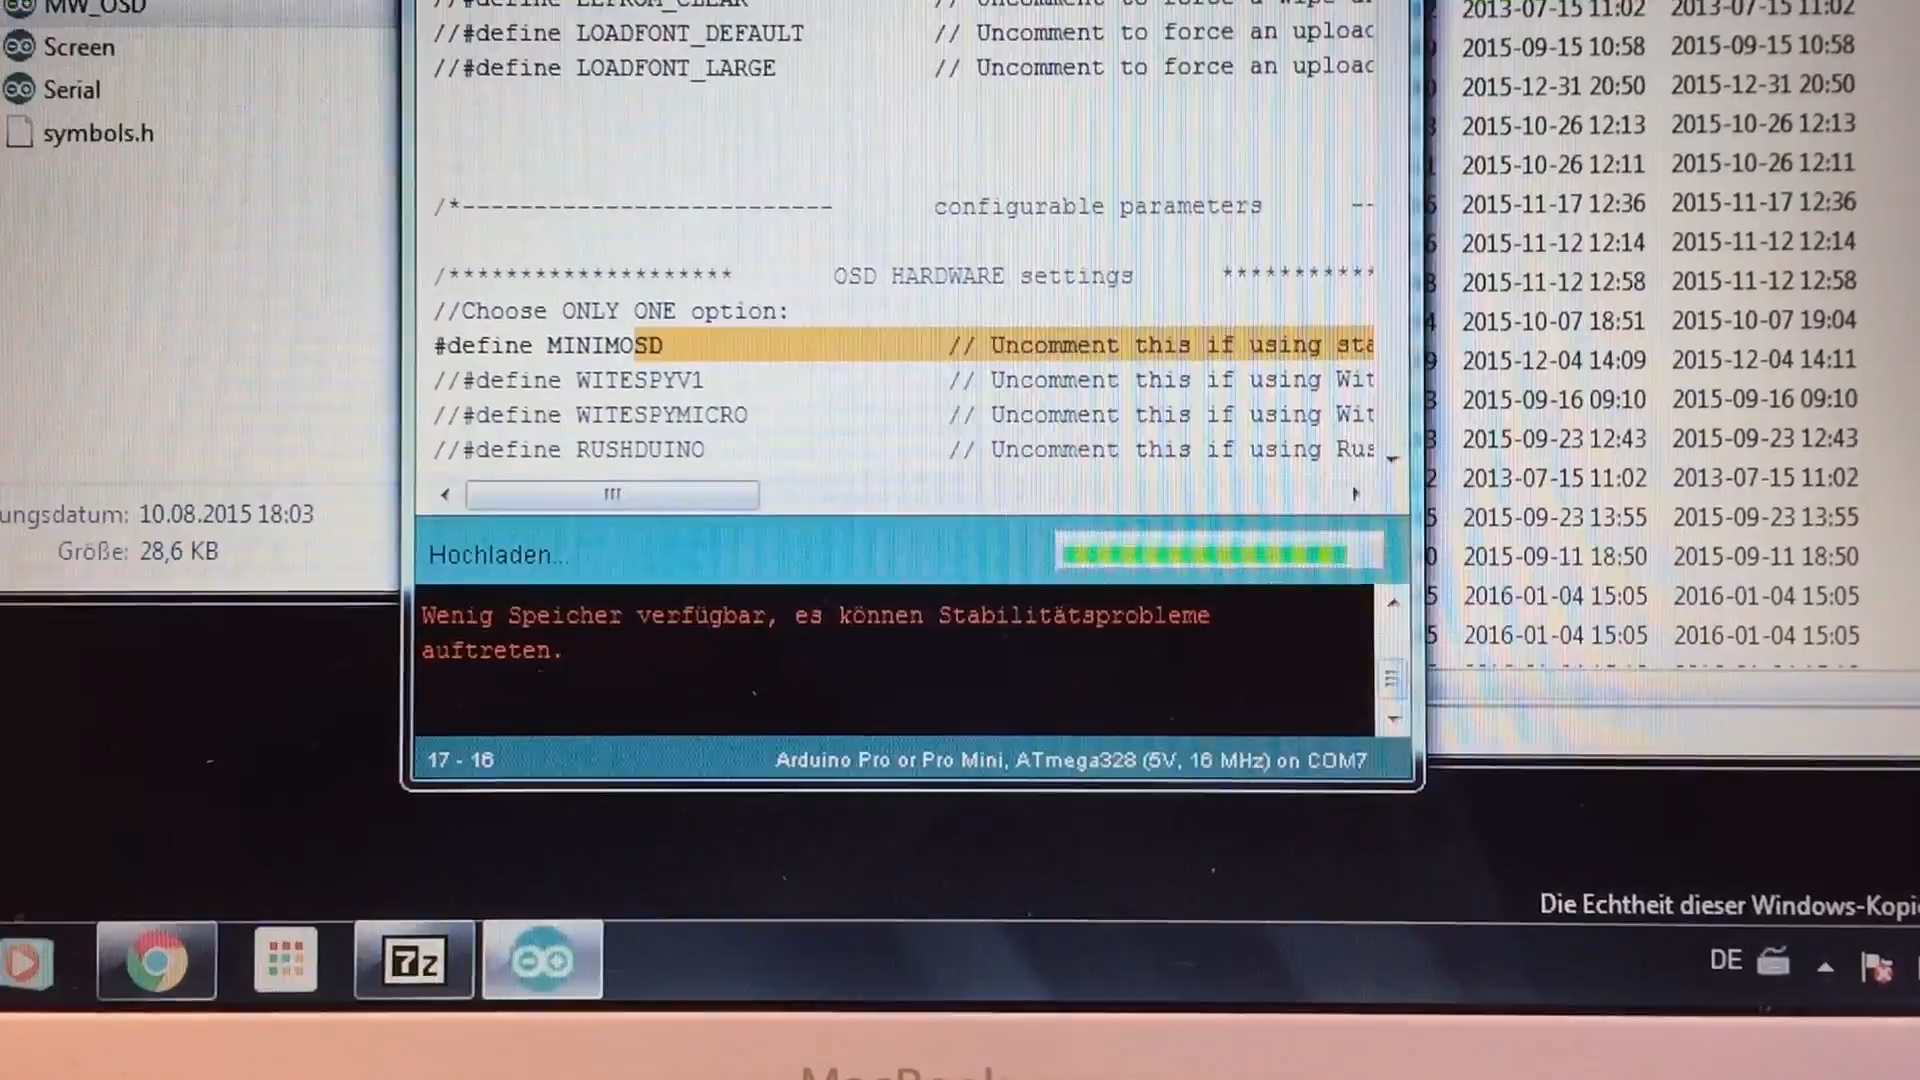 MW_OSD
Screen
Serial
symbols.h
ungsdatum: 10.08.2015 18:03
Größe: 28,6 KB
//#define EEPROM_CLEAR // Uncomment to force a wipe
//#define LOADFONT_DEFAULT // Uncomment to force an uploac
//#define LOADFONT_LARGE // Uncomment to force an uploac
/*-------------------------- configurable parameters --
/******************** OSD HARDWARE settings ***********
//Choose ONLY ONE option:
#define MINIMOSD // Uncomment this if using sta
//#define WITESPYV1 // Uncomment this if using Wit
//#define WITESPYMICRO // Uncomment this if using Wit
//#define RUSHDUINO // Uncomment this if using Rus
Hochladen...
Wenig Speicher verfügbar, es können Stabilitätsprobleme
auftreten.
17 - 16 Arduino Pro or Pro Mini, ATmega328 (5V, 16 MHz) on COM7
2013-07-15 11:02 2013-07-15 11:02
2015-09-15 10:58 2015-09-15 10:58
2015-12-31 20:50 2015-12-31 20:50
2015-10-26 12:13 2015-10-26 12:13
2015-10-26 12:11 2015-10-26 12:11
2015-11-17 12:36 2015-11-17 12:36
2015-11-12 12:14 2015-11-12 12:14
2015-11-12 12:58 2015-11-12 12:58
2015-10-07 18:51 2015-10-07 19:04
2015-12-04 14:09 2015-12-04 14:11
2015-09-16 09:10 2015-09-16 09:10
2015-09-23 12:43 2015-09-23 12:43
2013-07-15 11:02 2013-07-15 11:02
2015-09-23 13:55 2015-09-23 13:55
2015-09-11 18:50 2015-09-11 18:50
2016-01-04 15:05 2016-01-04 15:05
2016-01-04 15:05 2016-01-04 15:05
Die Echtheit dieser Windows-Kopi
7z
DE
MacBook